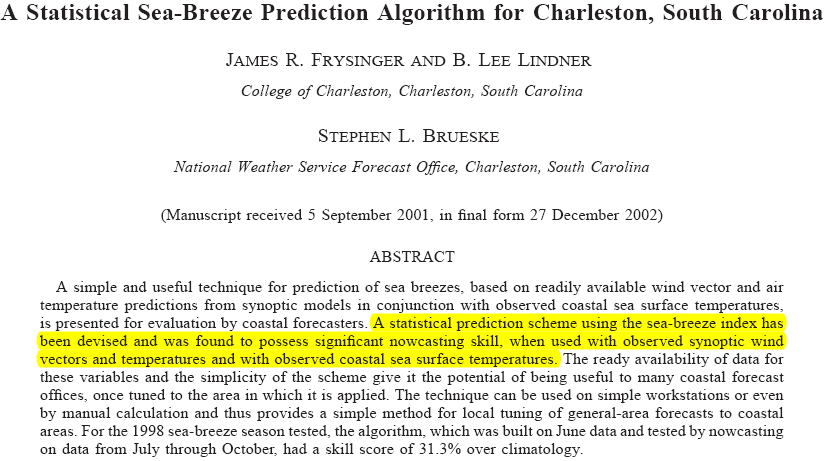 A Statistical Sea-Breeze Prediction Algorithm for Charleston, South Carolina
JAMES R. FRYSINGER AND B. LEE LINDNER
College of Charleston, Charleston, South Carolina
STEPHEN L. BRUESKE
National Weather Service Forecast Office, Charleston, South Carolina
(Manuscript received 5 September 2001, in final form 27 December 2002)
ABSTRACT
A simple and useful technique for prediction of sea breezes, based on readily available wind vector and air
temperature predictions from synoptic models in conjunction with observed coastal sea surface temperatures,
is presented for evaluation by coastal forecasters. A statistical prediction scheme using the sea-breeze index has
been devised and was found to possess significant nowcasting skill, when used with observed synoptic wind
vectors and temperatures and with observed coastal sea surface temperatures. The ready availability of data for
these variables and the simplicity of the scheme give it the potential of being useful to many coastal forecast
offices, once tuned to the area in which it is applied. The technique can be used on simple workstations or even
by manual calculation and thus provides a simple method for local tuning of general-area forecasts to coastal
areas. For the 1998 sea-breeze season tested, the algorithm, which was built on June data and tested by nowcasting
on data from July through October, had a skill score of 31.3% over climatology.